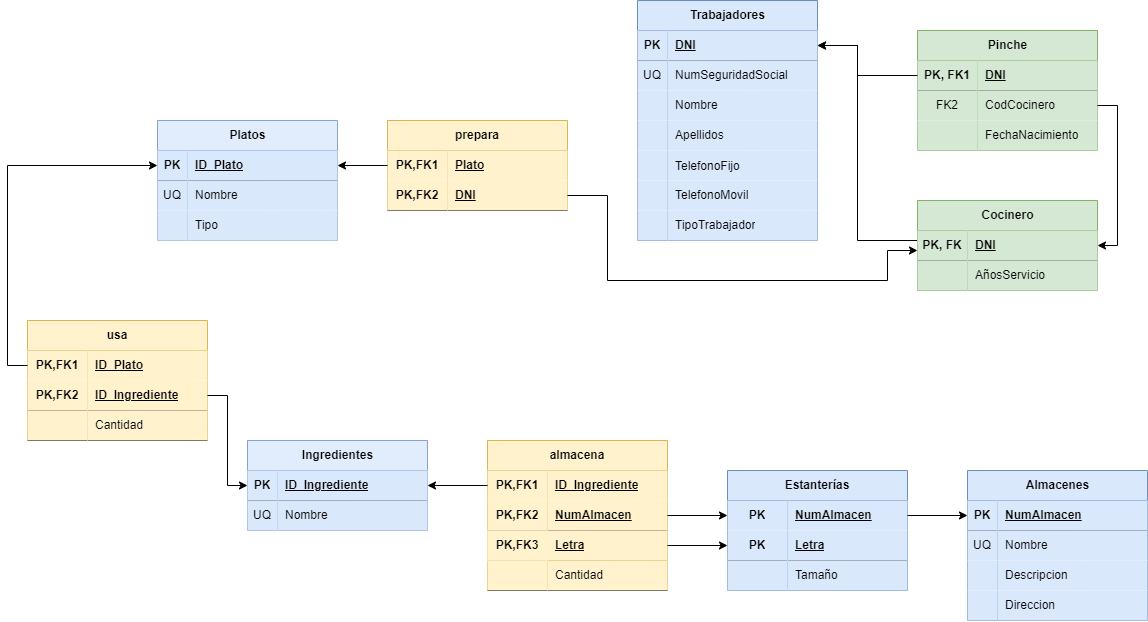 Trabajadores
PK DNI
UQ NumSeguridadSocial
Nombre
Apellidos
TelefonoFijo
TelefonoMovil
TipoTrabajador
Pinche
PK, FK1 DNI
FK2 CodCocinero
FechaNacimiento
Platos
PK ID_Plato
UQ Nombre
Tipo
prepara
PK,FK1 Plato
PK,FK2 DNI
Cocinero
PK, FK DNI
AñosServicio
usa
PK,FK1 ID_Plato
PK,FK2 ID_Ingrediente
Cantidad
Ingredientes
PK ID_Ingrediente
UQ Nombre
almacena
PK,FK1 ID_Ingrediente
PK,FK2 NumAlmacen
PK,FK3 Letra
Cantidad
Estanterías
PK NumAlmacen
PK Letra
Tamaño
Almacenes
PK NumAlmacen
UQ Nombre
Descripcion
Direccion